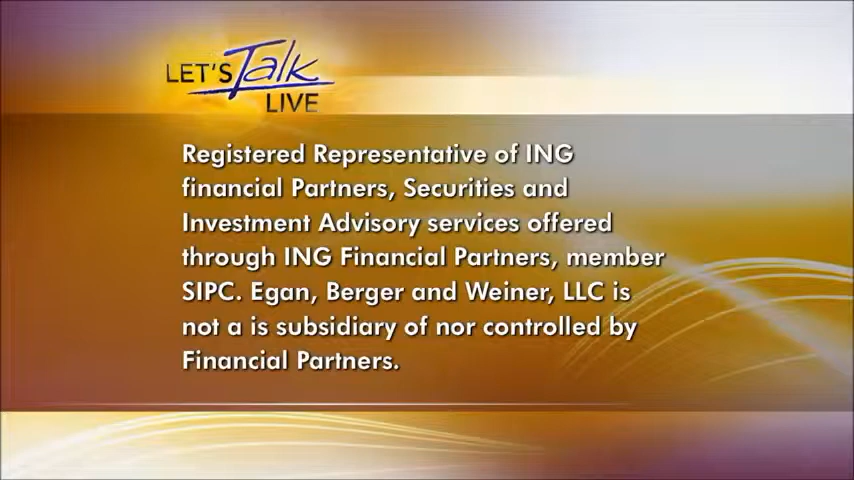 LET'S Talk
LIVE
Registered Representative of ING
financial Partners, Securities and
Investment Advisory services offered
through ING Financial Partners, member
SIPC. Egan, Berger and Weiner, LLC is
not a is subsidiary of nor controlled by
Financial Partners.